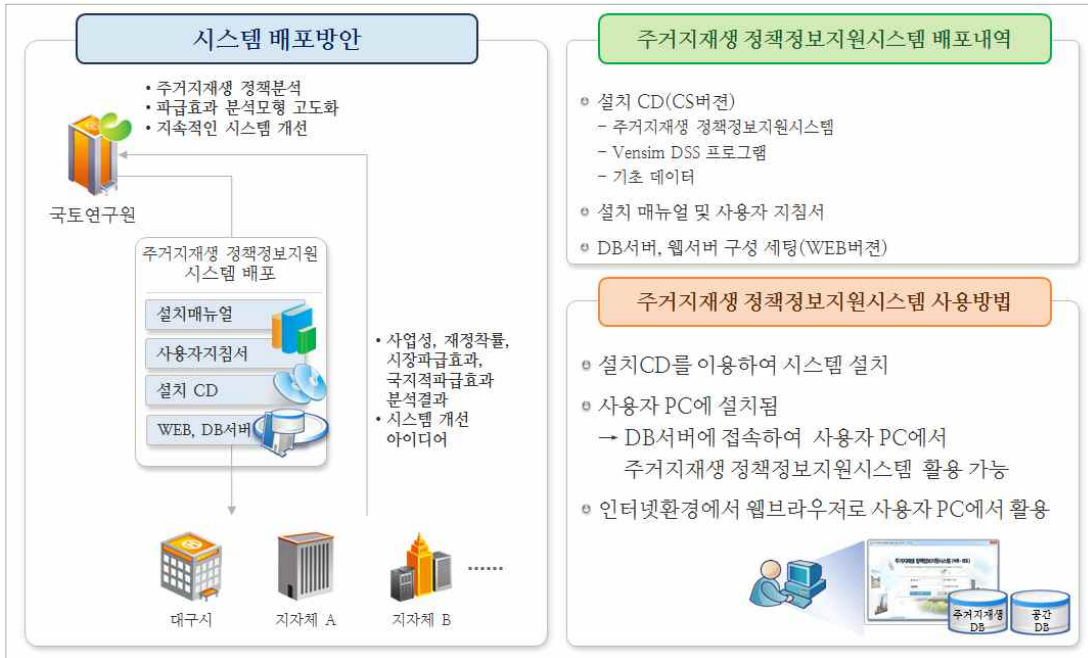 시스템 배포방안
• 주거지재생 정책분석
• 파급효과 분석모형 고도화
• 지속적인 시스템 개선
국토연구원
주거지재생 정책정보지원
시스템 배포
설치매뉴얼
사용자지침서
설치 CD
WEB, DB서버
• 사업성, 재정착률,
시장파급효과,
국지적파급효과
분석결과
• 시스템 개선
아이디어
대구시
지자체 A
지자체 B
······
주거지재생 정책정보지원시스템 배포내역
설치 CD(CS버젼)
- 주거지재생 정책정보지원시스템
- Vensim DSS 프로그램
- 기초 데이터
설치 매뉴얼 및 사용자 지침서
DB서버, 웹서버 구성 세팅(WEB버젼)
주거지재생 정책정보지원시스템 사용방법
설치CD를 이용하여 시스템 설치
사용자 PC에 설치됨
→ DB서버에 접속하여 사용자 PC에서
주거지재생 정책정보지원시스템 활용 가능
인터넷환경에서 웹브라우저로 사용자 PC에서 활용
주거지재생 정책정보지원시스템
주거지재생
DB
공간
DB